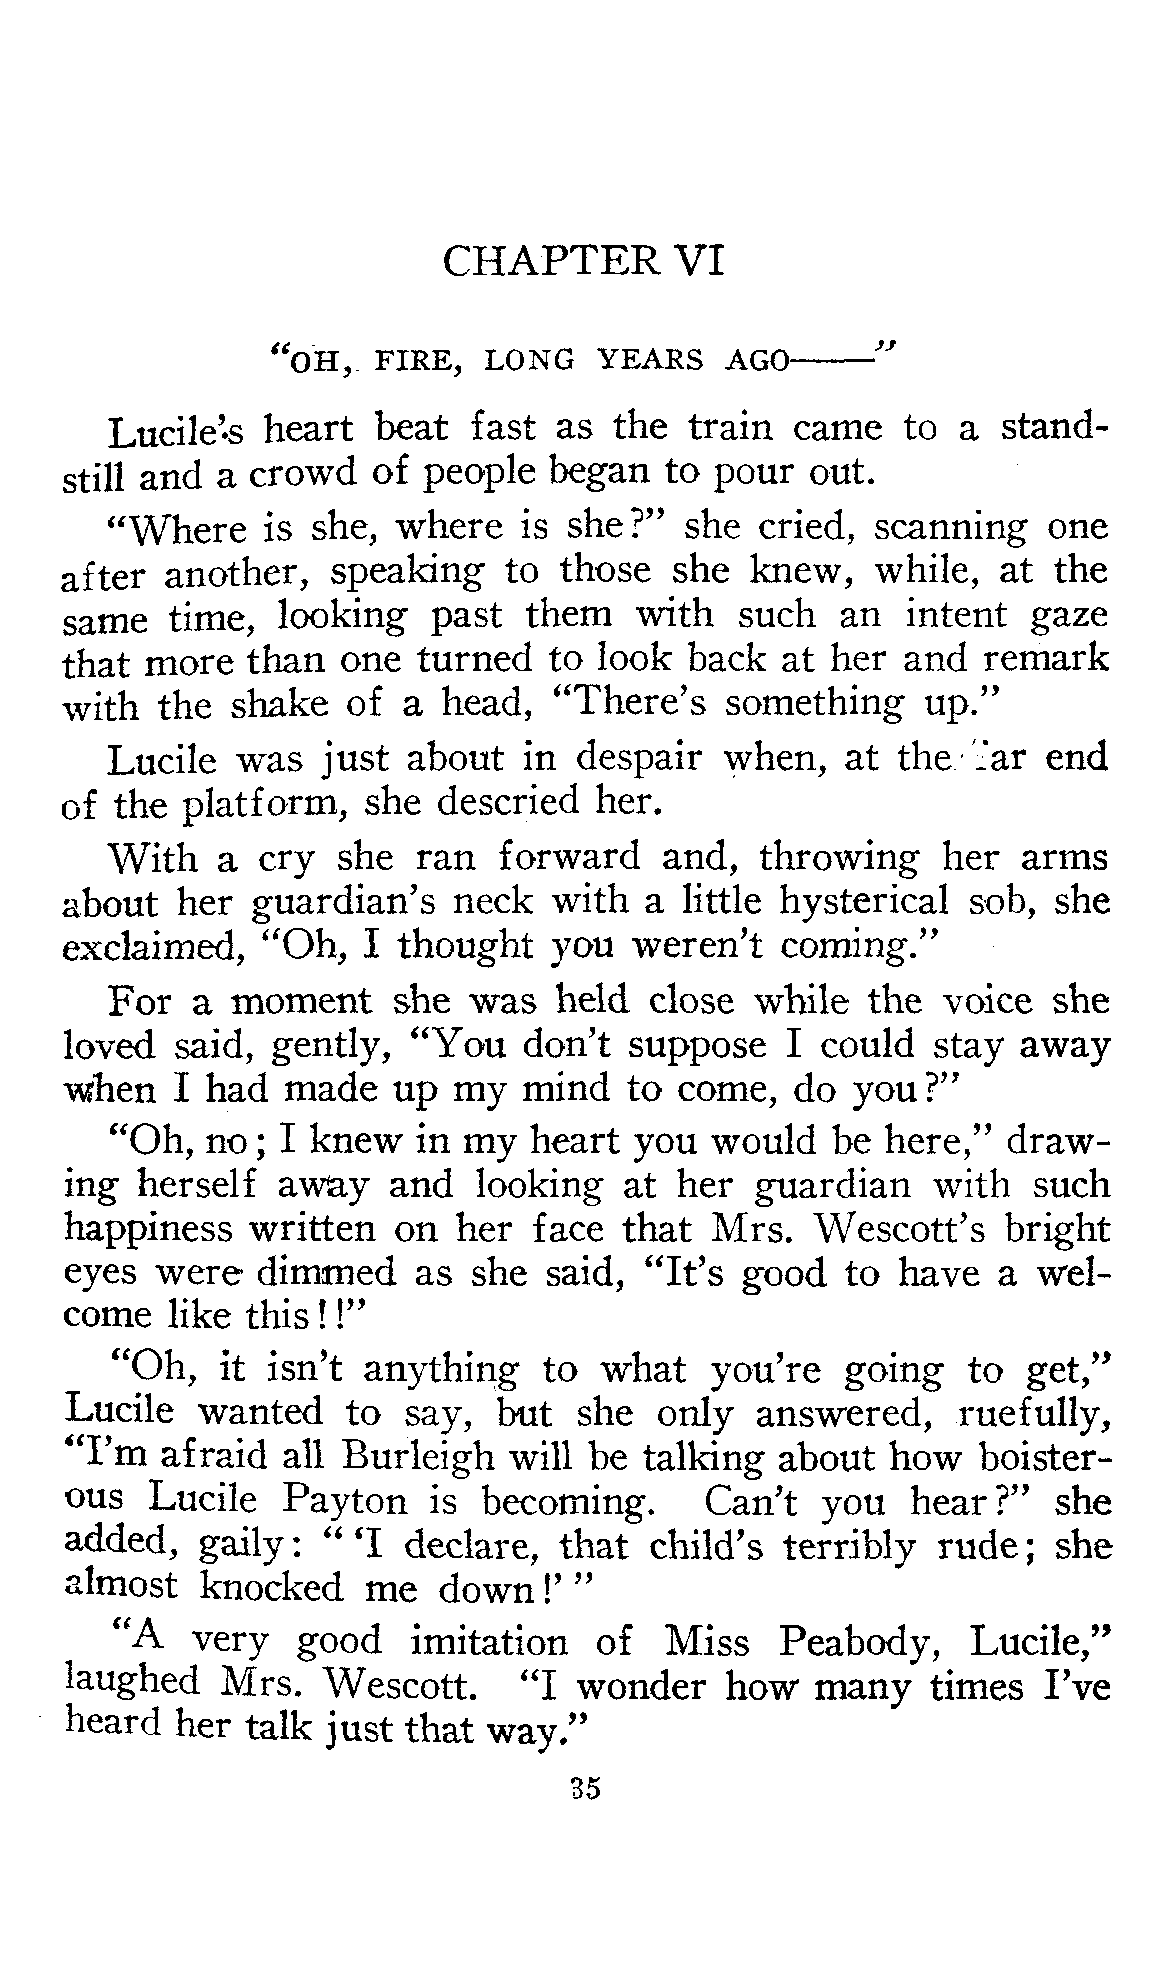 CHAPTER VI
“OH, FIRE, LONG YEARS AGO——”
Lucile's heart beat fast as the train came to a stand-
still and a crowd of people began to pour out.
“Where is she, where is she?” she cried, scanning one
after another, speaking to those she knew, while, at the
same time, looking past them with such an intent gaze
that more than one turned to look back at her and remark
with the shake of a head, “There's something up.”
Lucile was just about in despair when, at the far end
of the platform, she descried her.
With a cry she ran forward and, throwing her arms
about her guardian's neck with a little hysterical sob, she
exclaimed, “Oh, I thought you weren't coming.”
For a moment she was held close while the voice she
loved said, gently, “You don't suppose I could stay away
when I had made up my mind to come, do you?”
“Oh, no; I knew in my heart you would be here,” draw-
ing herself away and looking at her guardian with such
happiness written on her face that Mrs. Wescott's bright
eyes were dimmed as she said, “It's good to have a wel-
come like this!!”
“Oh, it isn't anything to what you're going to get,”
Lucile wanted to say, but she only answered, ruefully,
“I'm afraid all Burleigh will be talking about how boister-
ous Lucile Payton is becoming. Can't you hear?” she
added, gaily: “ ‘I declare, that child's terribly rude; she
almost knocked me down!’ ”
“A very good imitation of Miss Peabody, Lucile,”
laughed Mrs. Wescott. “I wonder how many times I've
heard her talk just that way.”
35